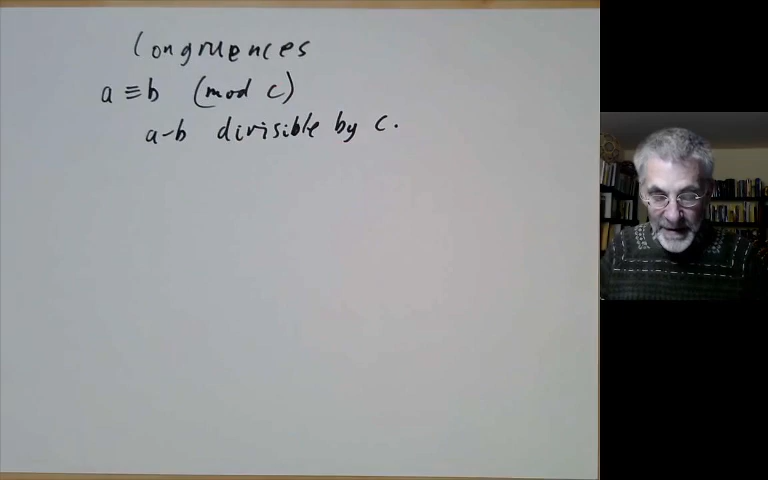 Congruences
a ≡ b (mod c)
a-b divisible by c.